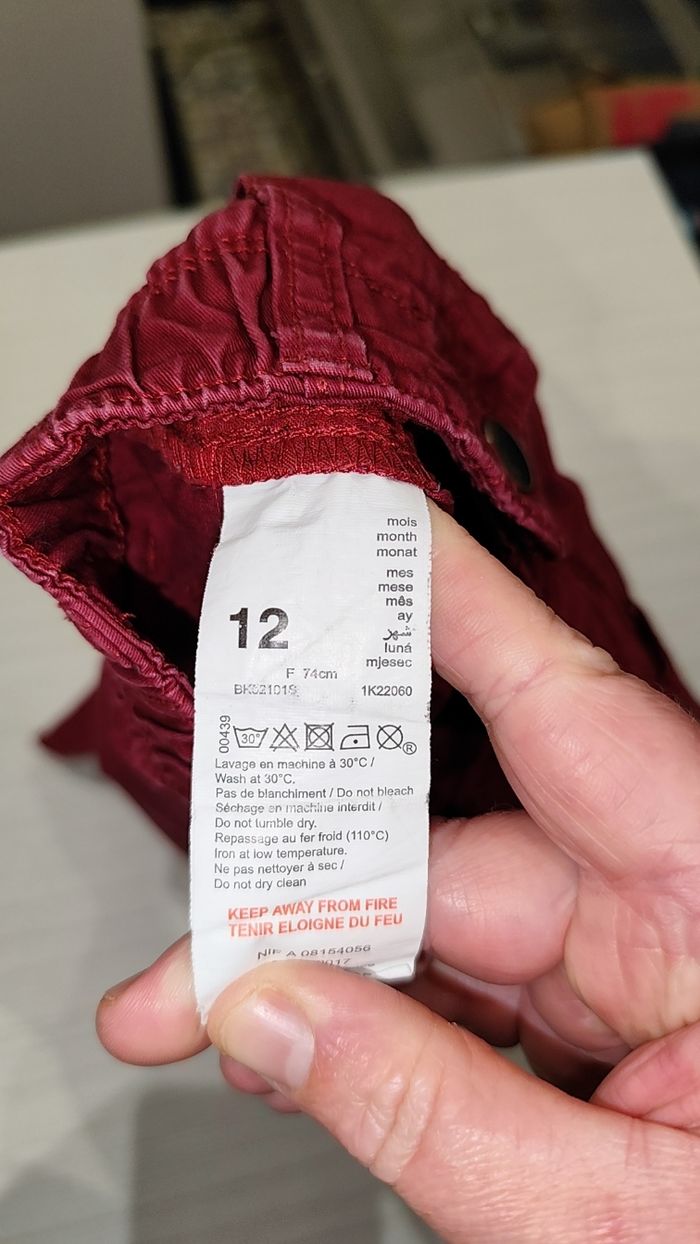 mois
month
monat
mes
mese
mês
ay
شهر
luná
mjesec
12
F 74cm
1K22060
00439
30°
®
Lavage en machine à 30°C /
Wash at 30°C.
Pas de blanchiment / Do not bleach
Séchage en machine interdit /
Do not tumble dry.
Repassage au fer froid (110°C)
Iron at low temperature.
Ne pas nettoyer à sec /
Do not dry clean
KEEP AWAY FROM FIRE
TENIR ELOIGNE DU FEU
NIF A 08154056